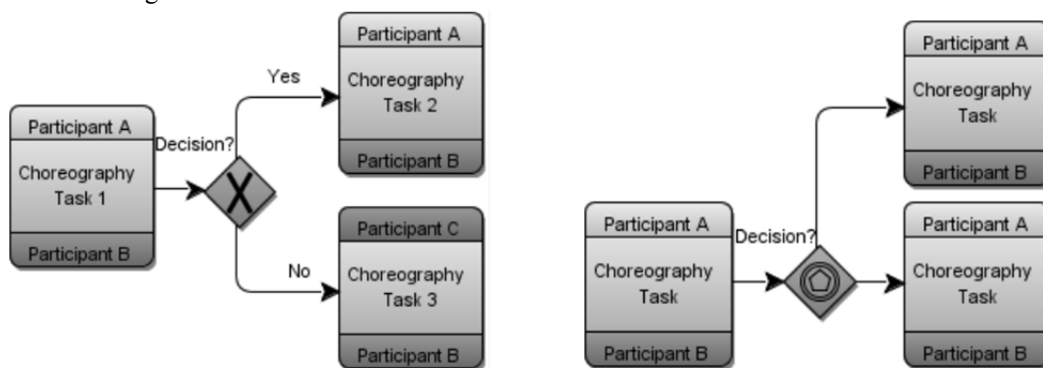 Participant A
Choreography
Task 1
Participant B
Decision?
Yes
No
Participant A
Choreography
Task 2
Participant B
Participant C
Choreography
Task 3
Participant B
Participant A
Choreography
Task
Participant B
Decision?
Participant A
Choreography
Task
Participant B
Participant A
Choreography
Task
Participant B